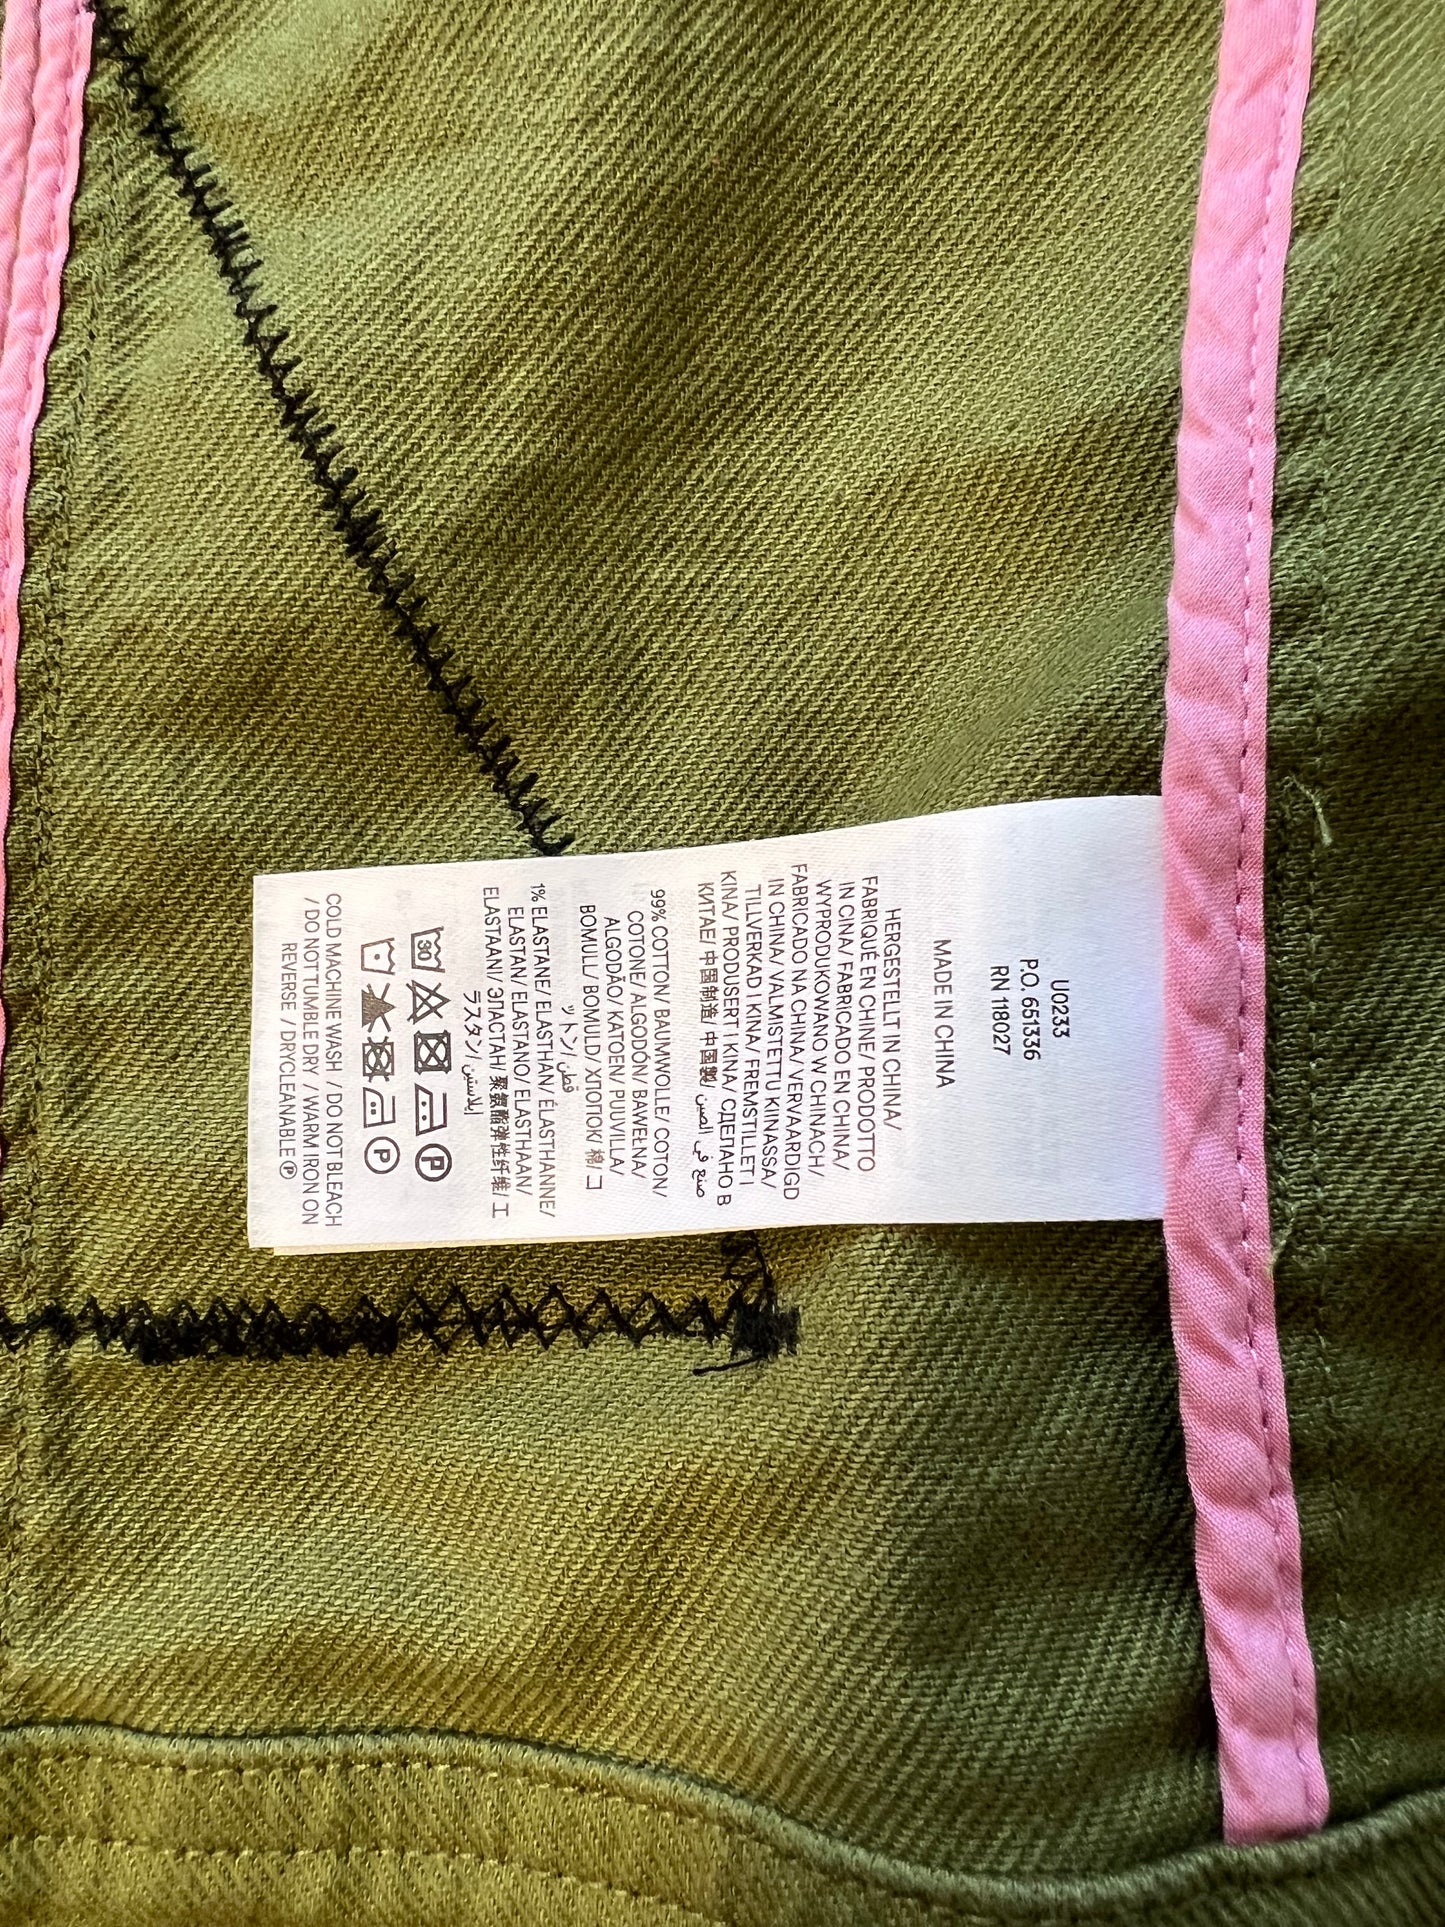 U0233
P.O. 651336
RN 118027
MADE IN CHINA
HERGESTELLT IN CHINA/
FABRIQUÉ EN CHINE/ PRODOTTO
IN CINA/ FABRICADO EN CHINA/
WYPRODUKOWANO W CHINACH/
FABRICADO NA CHINA/ VERVAARDIGD
IN CHINA/ VALMISTETTU KIINASSA/
TILLVERKAD I KINA/ FREMSTILLET I
KINA/ PRODUSERT I KINA/ СДЕЛАНО В
КИТАЕ/ 中国制造/ 中国製/ صنع في الصين
99% COTTON/ BAUMWOLLE/ COTON/
COTONE/ ALGODÓN/ BAWEŁNA/
ALGODÃO/ KATOEN/ PUUVILLA/
BOMULL/ BOMULD/ ХЛОПОК/ 棉/ コ
ットン/ قطن
1% ELASTANE/ ELASTHAN/ ÉLASTHANNE/
ELASTAN/ ELASTANO/ ELASTHAAN/
ELASTAANI/ ЭЛАСТАН/ 聚氨酯弹性纤维/ エ
ラスタン/ إيلاستين
30 P
P
COLD MACHINE WASH / DO NOT BLEACH
/ DO NOT TUMBLE DRY / WARM IRON ON
REVERSE / DRYCLEANABLE Ⓟ